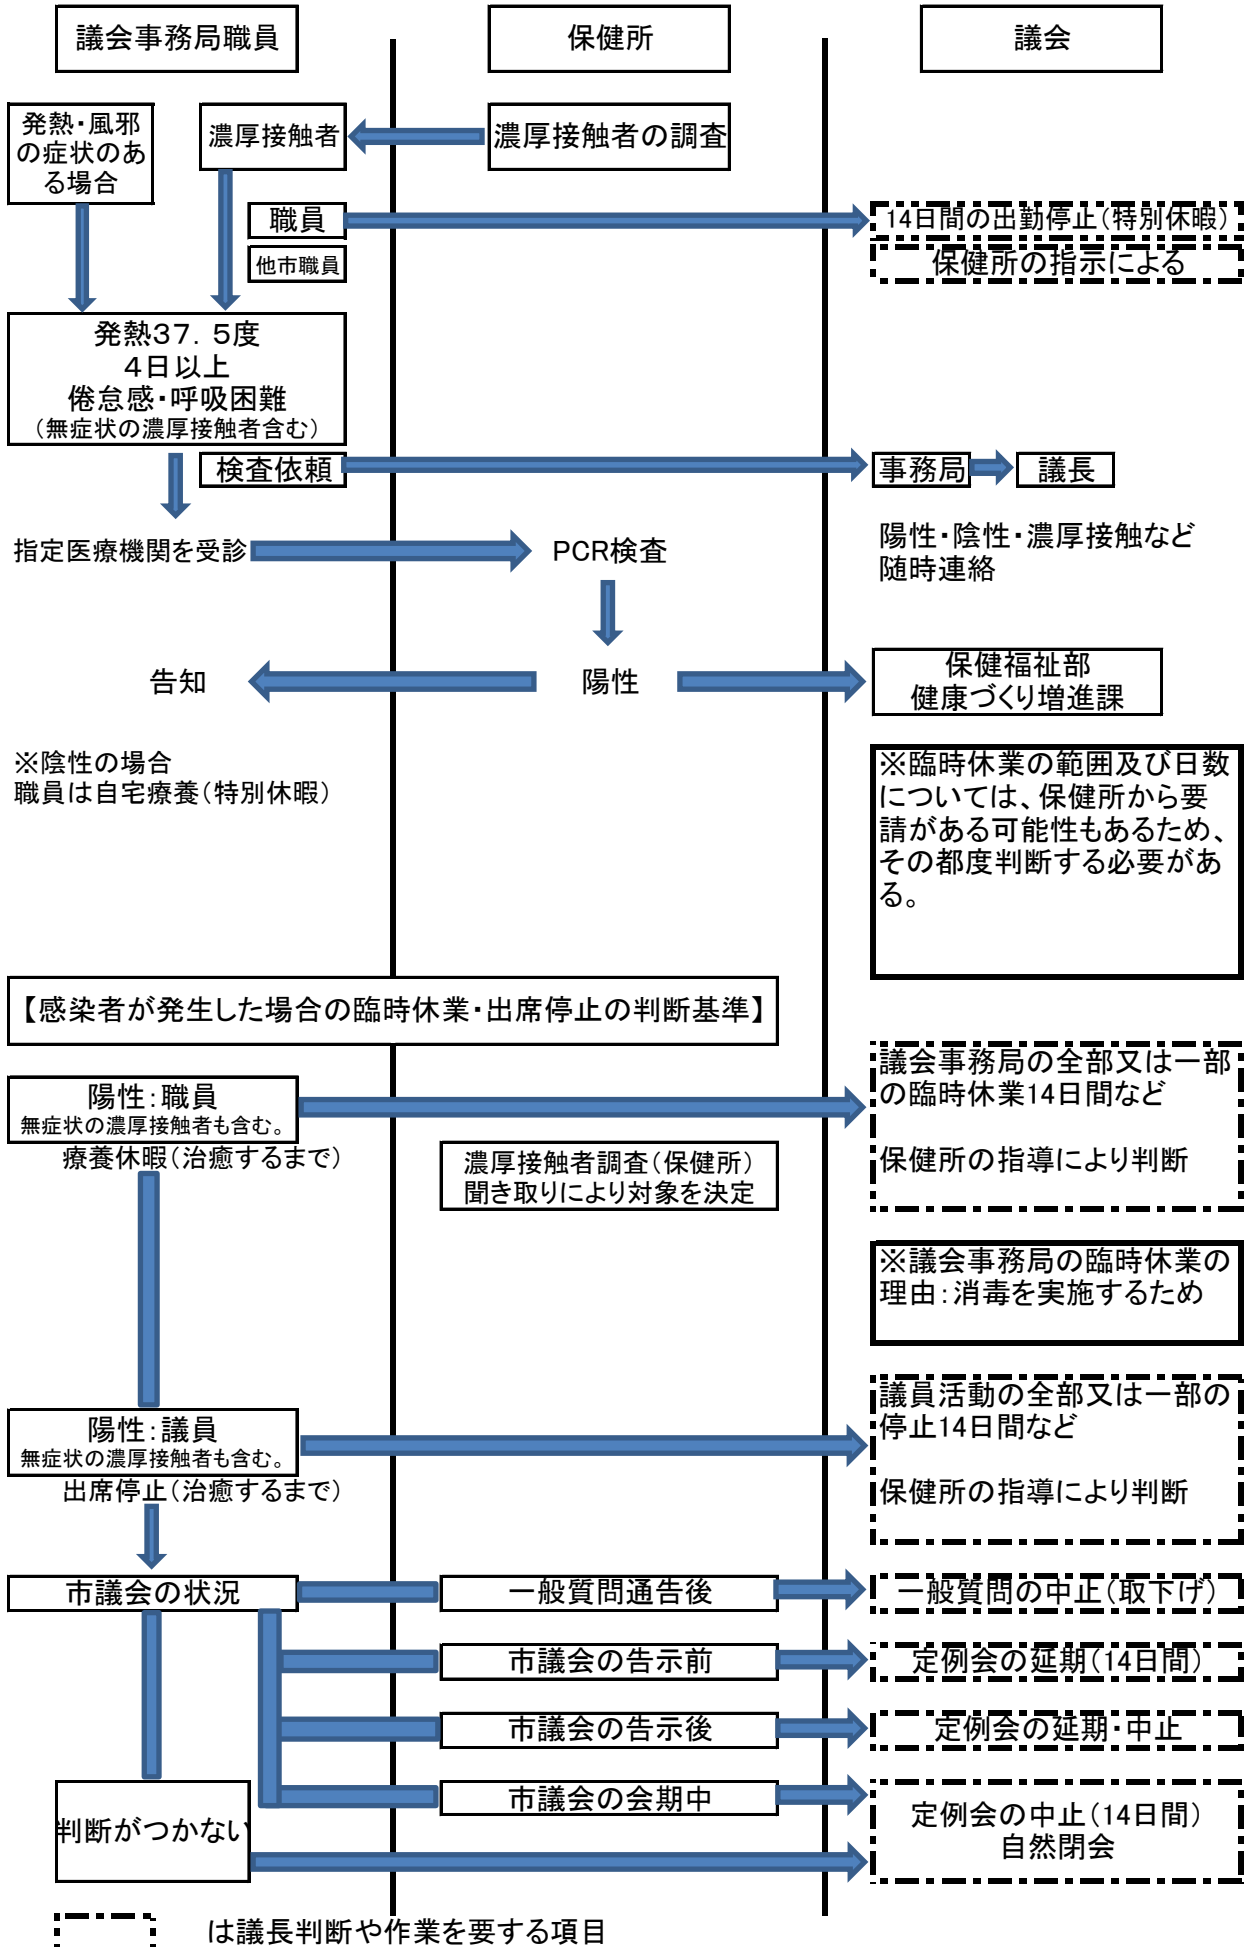 議会事務局職員
保健所
議会
発熱・風邪
の症状のあ
る場合
濃厚接触者
濃厚接触者の調査
職員
他市職員
14日間の出勤停止(特別休暇)
保健所の指示による
発熱37．5度
4日以上
倦怠感・呼吸困難
(無症状の濃厚接触者含む)
検査依頼
事務局
議長
指定医療機関を受診
PCR検査
陽性・陰性・濃厚接触など
随時連絡
告知
陽性
保健福祉部
健康づくり増進課
※陰性の場合
職員は自宅療養(特別休暇)
※臨時休業の範囲及び日数
については、保健所から要
請がある可能性もあるため、
その都度判断する必要があ
る。
【感染者が発生した場合の臨時休業・出席停止の判断基準】
陽性：職員
無症状の濃厚接触者も含む。
療養休暇(治癒するまで)
濃厚接触者調査(保健所)
聞き取りにより対象を決定
議会事務局の全部又は一部
の臨時休業14日間など
保健所の指導により判断
※議会事務局の臨時休業の
理由：消毒を実施するため
陽性：議員
無症状の濃厚接触者も含む。
出席停止(治癒するまで)
議員活動の全部又は一部の
停止14日間など
保健所の指導により判断
市議会の状況
一般質問通告後
一般質問の中止(取下げ)
市議会の告示前
定例会の延期(14日間)
市議会の告示後
定例会の延期・中止
市議会の会期中
定例会の中止(14日間)
自然閉会
判断がつかない
は議長判断や作業を要する項目